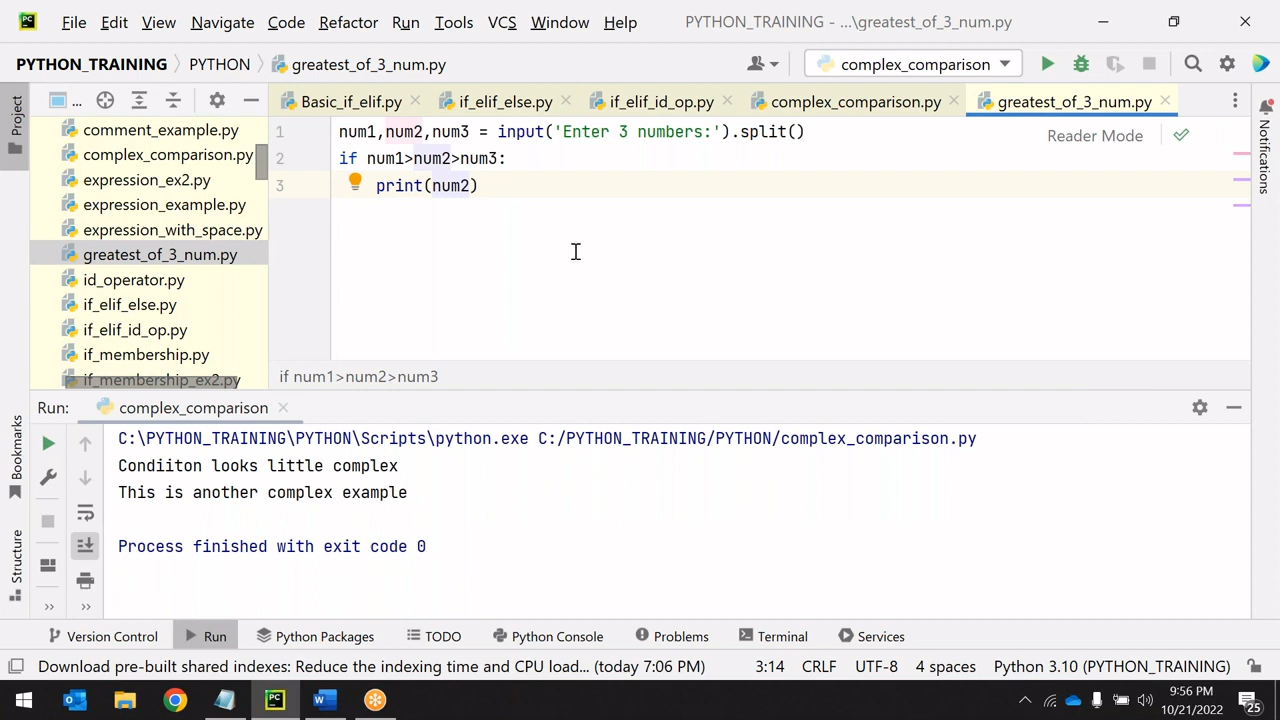 PC File Edit View Navigate Code Refactor Run Tools VCS Window Help PYTHON_TRAINING - ...\greatest_of_3_num.py
PYTHON_TRAINING PYTHON greatest_of_3_num.py complex_comparison
Project ... Basic_if_elif.py if_elif_else.py if_elif_id_op.py complex_comparison.py greatest_of_3_num.py
comment_example.py
complex_comparison.py
expression_ex2.py
expression_example.py
expression_with_space.py
greatest_of_3_num.py
id_operator.py
if_elif_else.py
if_elif_id_op.py
if_membership.py
if_membership_ex2.py
1 num1,num2,num3 = input('Enter 3 numbers:').split()
2 if num1>num2>num3:
3 print(num2)
Reader Mode
Notifications
if num1>num2>num3
Run: complex_comparison
C:\PYTHON_TRAINING\PYTHON\Scripts\python.exe C:/PYTHON_TRAINING/PYTHON/complex_comparison.py
Condiiton looks little complex
This is another complex example
Process finished with exit code 0
Bookmarks
Structure
Version Control Run Python Packages TODO Python Console Problems Terminal Services
Download pre-built shared indexes: Reduce the indexing time and CPU load... (today 7:06 PM) 3:14 CRLF UTF-8 4 spaces Python 3.10 (PYTHON_TRAINING)
9:56 PM
10/21/2022
25